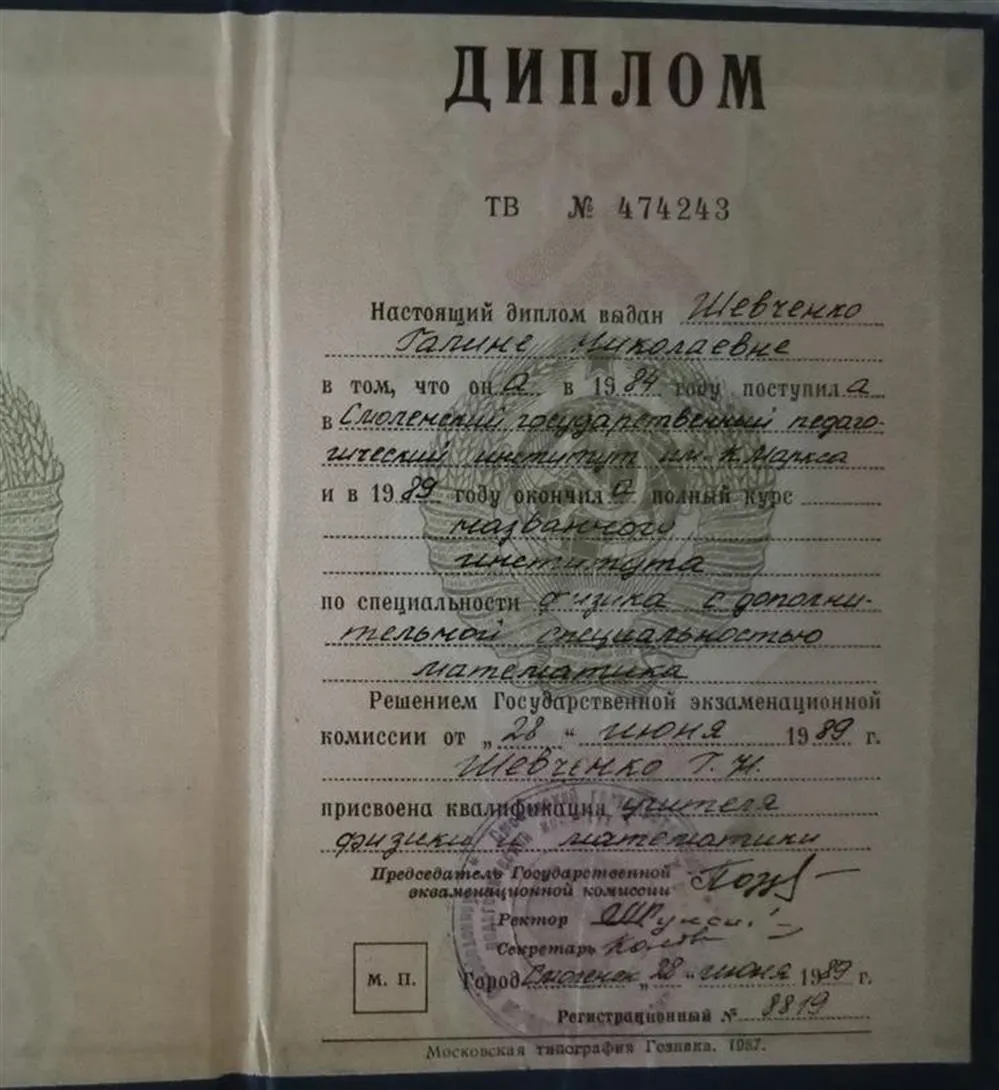 ДИПЛОМ
ТВ № 474243
Настоящий диплом выдан Шевченко
Галине Николаевне
в том, что она в 1984 году поступила
в Смоленский государственный педаго-
гический институт им. К. Маркса
и в 1989 году окончила полный курс
названного
института
по специальности физика с дополни-
тельной специальностью
математика
Решением Государственной экзаменационной
комиссии от „28“ июня 1989 г.
Шевченко Г. Н.
присвоена квалификация учителя
физики и математики
Председатель Государственной
экзаменационной комиссии
Ректор
Секретарь
М. П.
Город Смоленск „28“ июня 1989 г.
Регистрационный № 8819
Московская типография Гознака. 1987.